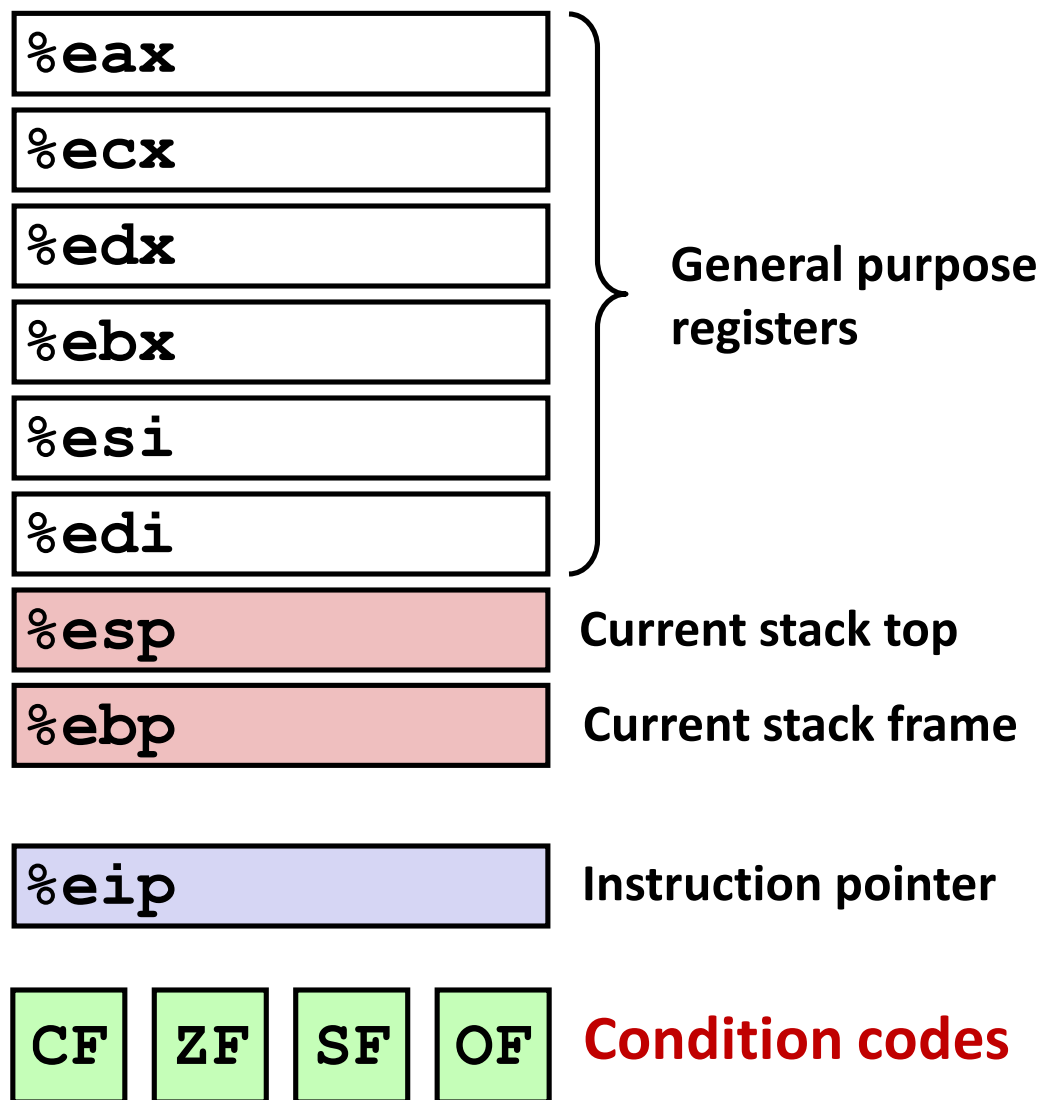 %eax
%ecx
%edx
%ebx
%esi
%edi
General purpose
registers
%esp
Current stack top
%ebp
Current stack frame
%eip
Instruction pointer
CF ZF SF OF
Condition codes